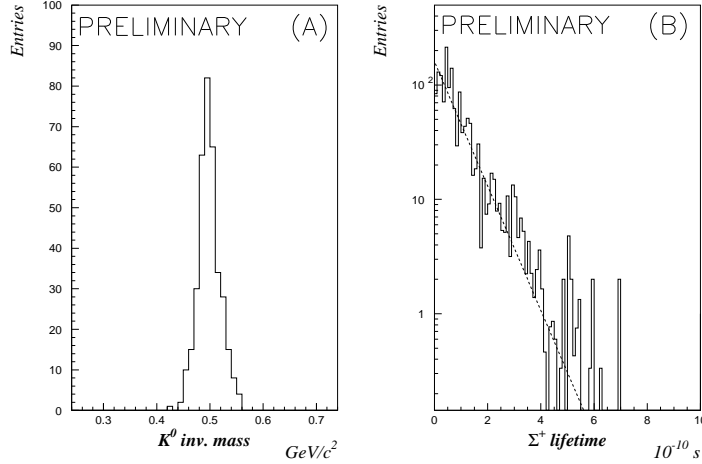 PRELIMINARY (A)
Entries
100
90
80
70
60
50
40
30
20
10
0
0.3 0.4 0.5 0.6 0.7
K⁰ inv. mass
GeV/c²
PRELIMINARY (B)
Entries
10²
10
1
0 2 4 6 8 10
Σ⁺ lifetime
10⁻¹⁰ s